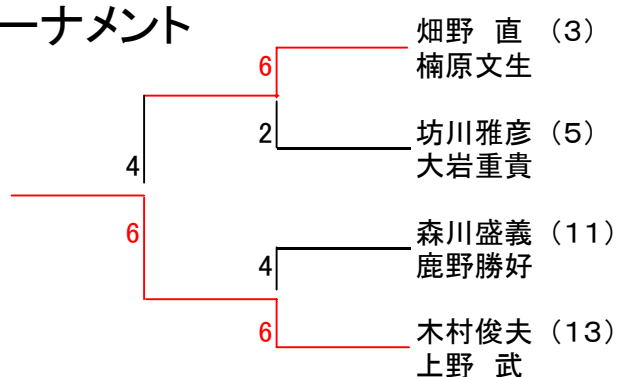 ーナメント
畑野 直 (3)
楠原文生
6
2
坊川雅彦 (5)
大岩重貴
4
6
森川盛義 (11)
鹿野勝好
4
6
木村俊夫 (13)
上野 武